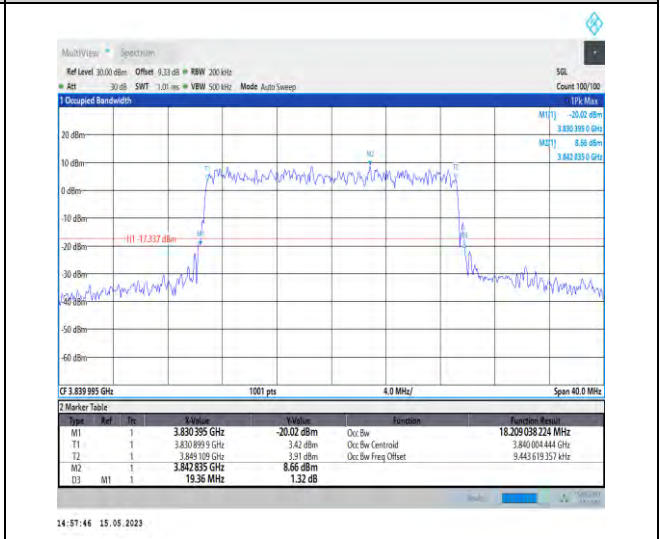 MultiView Spectrum
Ref Level 30.00 dBm Offset 9.33 dB RBW 200 kHz SGL
Att 30 dB SWT 1.01 ms VBW 500 kHz Mode Auto Sweep Count 100/100
1 Occupied Bandwidth 1Pk Max
M1[1] -20.02 dBm
3.830 395 0 GHz
M2[1] 8.66 dBm
3.842 835 0 GHz
20 dBm
10 dBm
0 dBm
-10 dBm
-20 dBm
-30 dBm
-40 dBm
-50 dBm
-60 dBm
H1 -17.337 dBm
M1
T1
M2
T2
CF 3.839 995 GHz 1001 pts 4.0 MHz/ Span 40.0 MHz
2 Marker Table
Type Ref Trc X-Value Y-Value Function Function Result
M1 1 3.830 395 GHz -20.02 dBm Occ Bw 18.209 038 224 MHz
T1 1 3.830 899 9 GHz 3.42 dBm Occ Bw Centroid 3.840 004 444 GHz
T2 1 3.849 109 GHz 3.91 dBm Occ Bw Freq Offset 9.443 619 357 kHz
M2 1 3.842 835 GHz 8.66 dBm
D3 M1 1 19.36 MHz 1.32 dB
14:57:46 15.05.2023